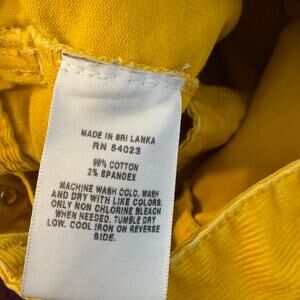 MADE IN SRI LANKA
RN 54023
98% COTTON
2% SPANDEX
MACHINE WASH COLD. WASH
AND DRY WITH LIKE COLORS.
ONLY NON CHLORINE BLEACH
WHEN NEEDED. TUMBLE DRY
LOW. COOL IRON ON REVERSE
SIDE.